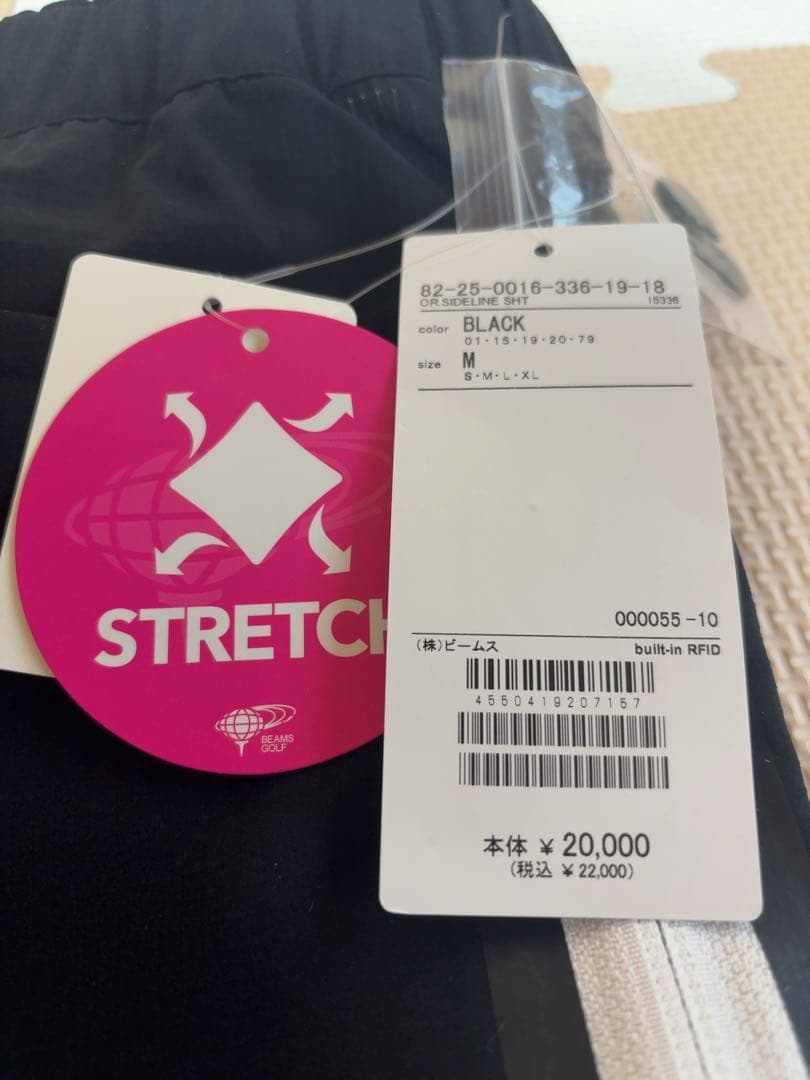 STRETCH
BEAMS
GOLF
82-25-0016-336-19-18
OR.SIDELINE SHT 15336
color BLACK
01・15・19・20・79
size M
S・M・L・XL
000055-10
(株)ビームス built-in RFID
4550419207157
本体 ¥ 20,000
(税込 ¥ 22,000)